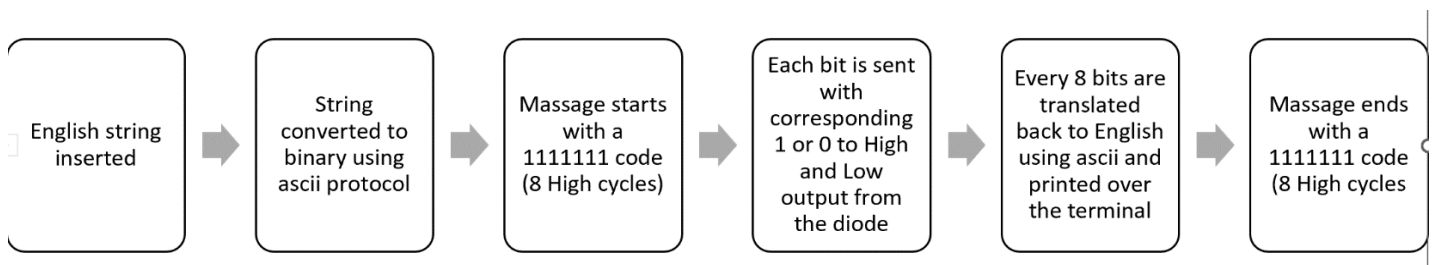 English string
inserted
String
converted to
binary using
ascii protocol
Massage starts
with a
1111111 code
(8 High cycles)
Each bit is sent
with
corresponding
1 or 0 to High
and Low
output from
the diode
Every 8 bits are
translated
back to English
using ascii and
printed over
the terminal
Massage ends
with a
1111111 code
(8 High cycles